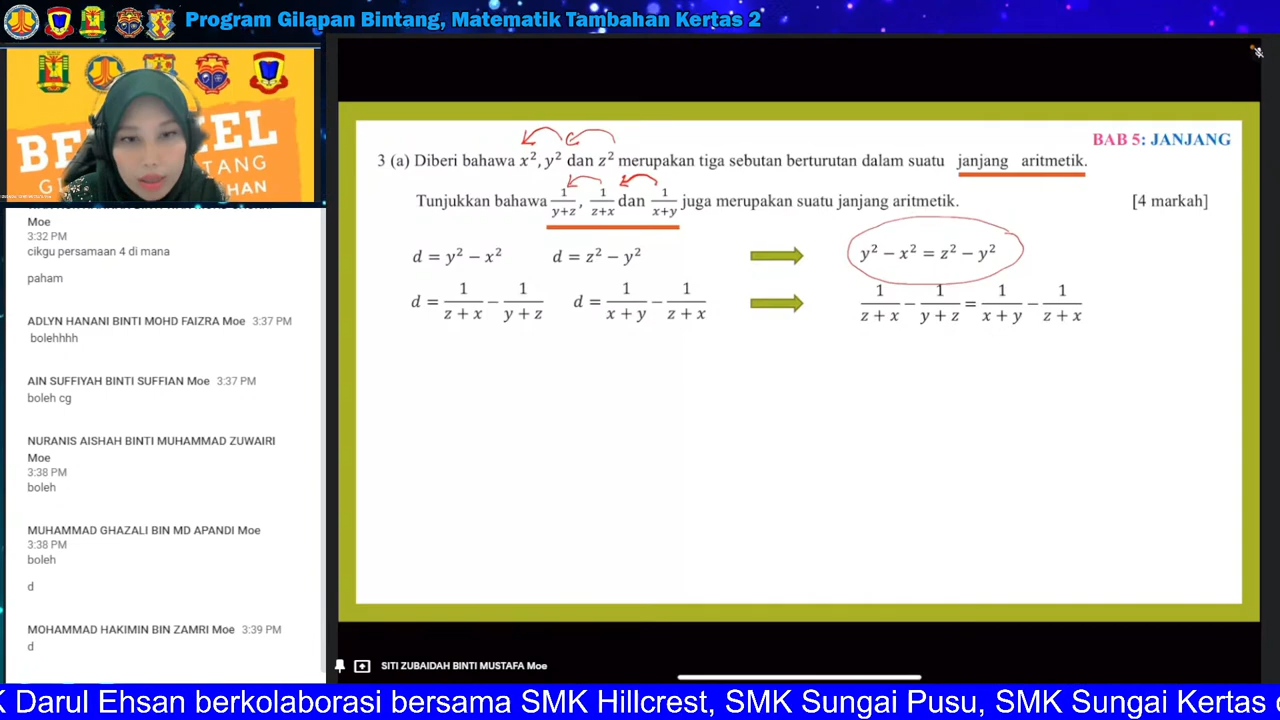 Program Gilapan Bintang, Matematik Tambahan Kertas 2
Moe
3:32 PM
cikgu persamaan 4 di mana
paham
ADLYN HANANI BINTI MOHD FAIZRA Moe 3:37 PM
bolehhhh
AIN SUFFIYAH BINTI SUFFIAN Moe 3:37 PM
boleh cg
NURANIS AISHAH BINTI MUHAMMAD ZUWAIRI
Moe
3:38 PM
boleh
MUHAMMAD GHAZALI BIN MD APANDI Moe
3:38 PM
boleh
d
MOHAMMAD HAKIMIN BIN ZAMRI Moe 3:39 PM
d
BAB 5: JANJANG
3 (a) Diberi bahawa x², y² dan z² merupakan tiga sebutan berturutan dalam suatu janjang aritmetik.
Tunjukkan bahawa 1/(y+z), 1/(z+x) dan 1/(x+y) juga merupakan suatu janjang aritmetik. [4 markah]
d = y² − x² d = z² − y² y² − x² = z² − y²
d = 1/(z + x) − 1/(y + z) d = 1/(x + y) − 1/(z + x) 1/(z + x) − 1/(y + z) = 1/(x + y) − 1/(z + x)
SITI ZUBAIDAH BINTI MUSTAFA Moe
K Darul Ehsan berkolaborasi bersama SMK Hillcrest, SMK Sungai Pusu, SMK Sungai Kertas